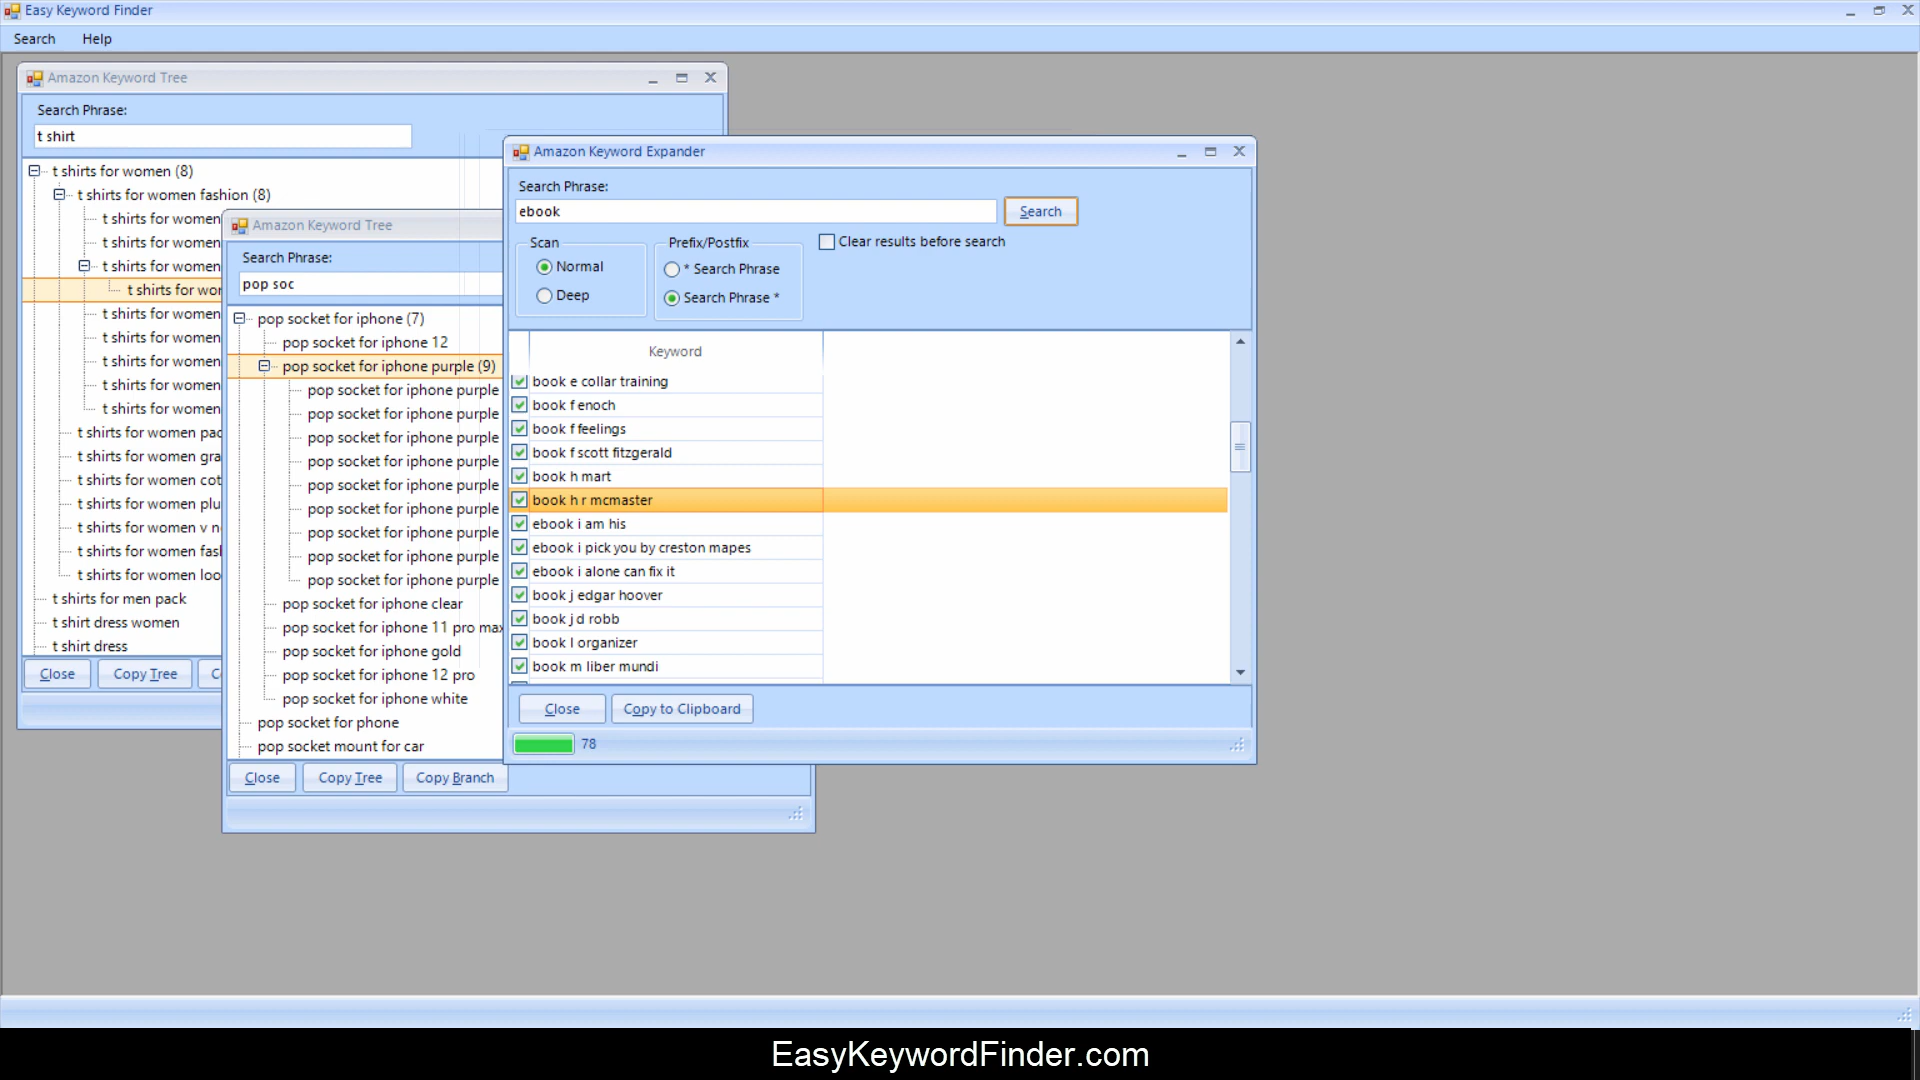 Easy Keyword Finder
Search Help
Amazon Keyword Tree
Search Phrase:
t shirt
t shirts for women (8)
t shirts for women fashion (8)
t shirts for women
t shirts for women
t shirts for women
t shirts for
t shirts for women
t shirts for women
t shirts for women
t shirts for women
t shirts for women
t shirts for women
t shirts for women
t shirts for women
t shirts for women
t shirts for women v
t shirts for women
t shirts for women
t shirts for men pack
t shirt dress women
t shirt dress
Close Copy Tree
Amazon Keyword Tree
Search Phrase:
pop soc
pop socket for iphone (7)
pop socket for iphone 12
pop socket for iphone purple (9)
pop socket for iphone purple
pop socket for iphone purple
pop socket for iphone purple
pop socket for iphone purple
pop socket for iphone purple
pop socket for iphone purple
pop socket for iphone purple
pop socket for iphone purple
pop socket for iphone purple
pop socket for iphone clear
pop socket for iphone 11 pro max
pop socket for iphone gold
pop socket for iphone 12 pro
pop socket for iphone white
pop socket for phone
pop socket mount for car
Close Copy Tree Copy Branch
Amazon Keyword Expander
Search Phrase:
ebook Search
Scan
Normal
Deep
Prefix/Postfix
* Search Phrase
Search Phrase *
Clear results before search
Keyword
book e collar training
book f enoch
book f feelings
book f scott fitzgerald
book h mart
book h r mcmaster
ebook i am his
ebook i pick you by creston mapes
ebook i alone can fix it
book j edgar hoover
book j d robb
book l organizer
book m liber mundi
Close Copy to Clipboard
78
EasyKeywordFinder.com